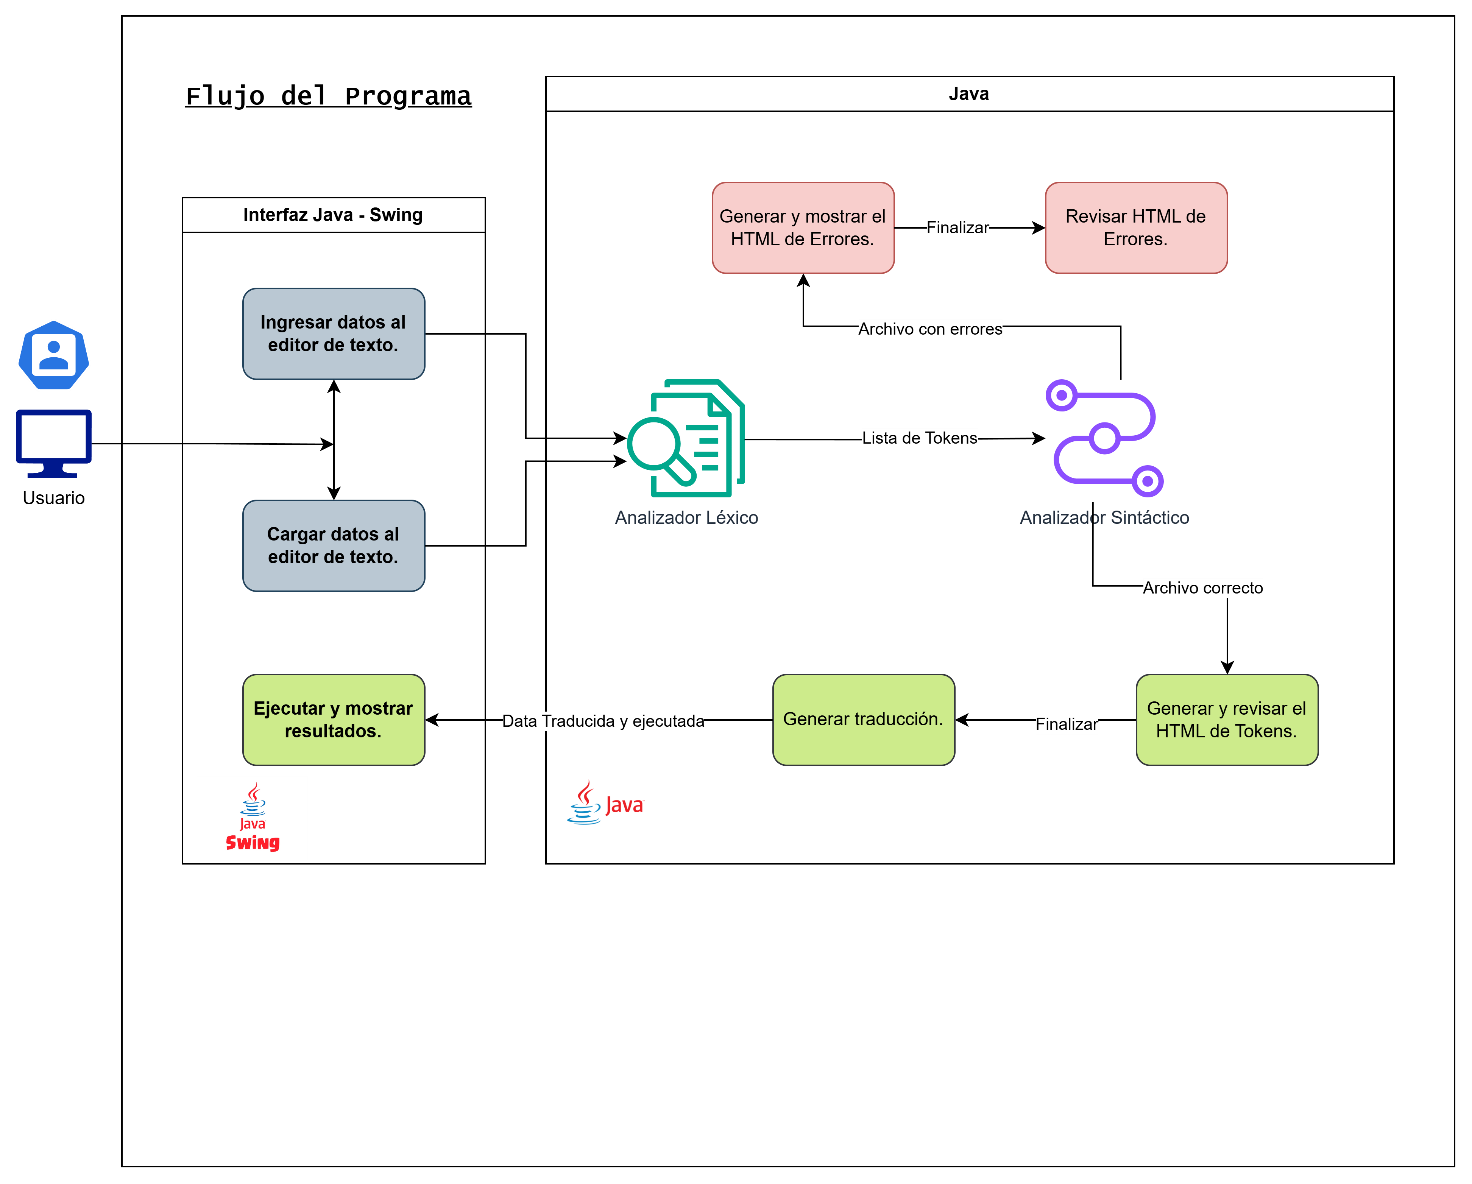 Flujo del Programa
Java
Interfaz Java - Swing
Generar y mostrar el
HTML de Errores.
Finalizar
Revisar HTML de
Errores.
Ingresar datos al
editor de texto.
Archivo con errores
Lista de Tokens
Usuario
Analizador Léxico
Analizador Sintáctico
Cargar datos al
editor de texto.
Archivo correcto
Ejecutar y mostrar
resultados.
Data Traducida y ejecutada
Generar traducción.
Finalizar
Generar y revisar el
HTML de Tokens.
Java
Swing
Java